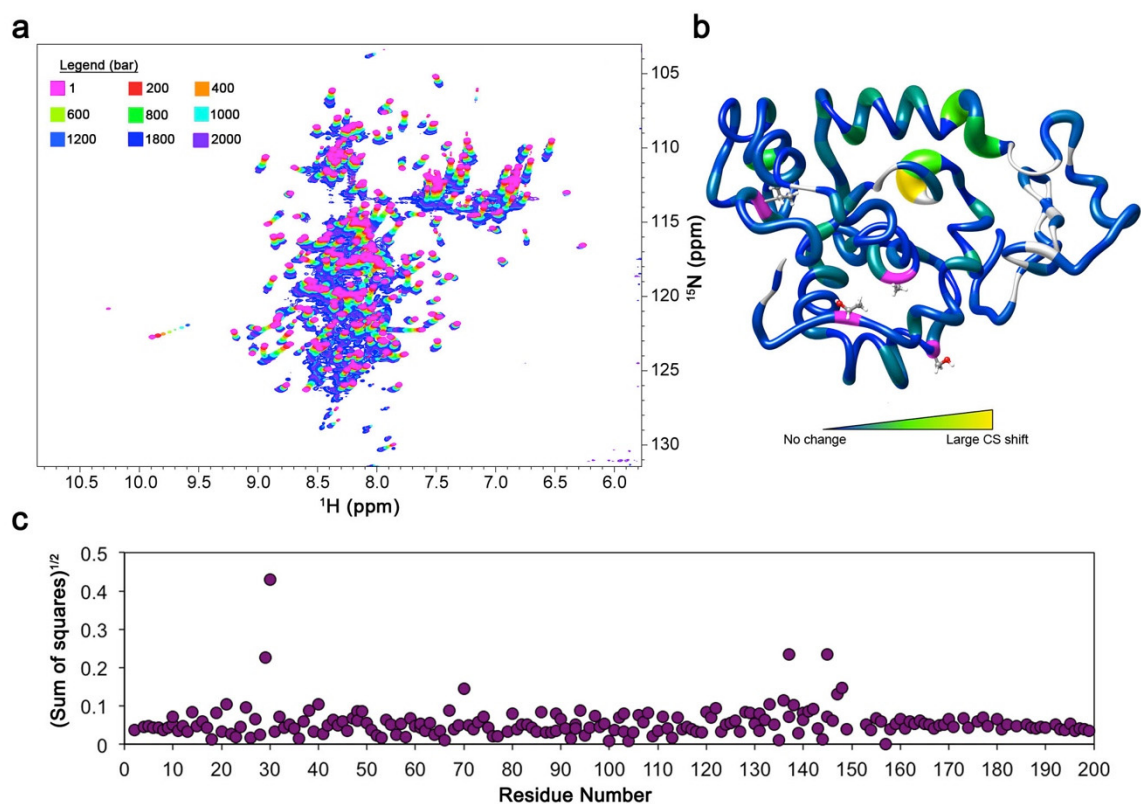 a
Legend (bar)
1 200 400
600 800 1000
1200 1800 2000
105
110
115
120
125
130
¹⁵N (ppm)
10.5 10.0 9.5 9.0 8.5 8.0 7.5 7.0 6.5 6.0
¹H (ppm)
b
No change Large CS shift
c
(Sum of squares)¹/²
0.5
0.4
0.3
0.2
0.1
0
0 10 20 30 40 50 60 70 80 90 100 110 120 130 140 150 160 170 180 190 200
Residue Number